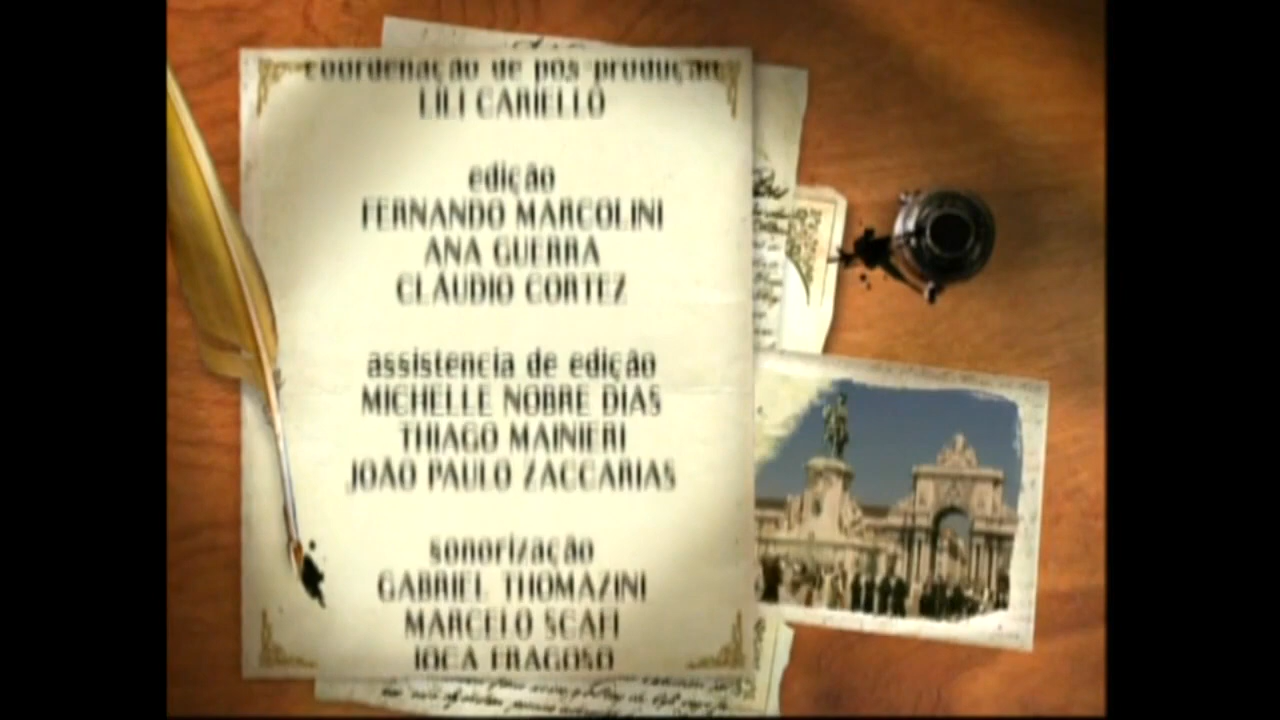 coordenação de pós produção
LILI CARIELLO
edição
FERNANDO MARCOLINI
ANA GUERRA
CLÁUDIO CORTEZ
assistencia de edição
MICHELLE NOBRE DIAS
THIAGO MAINIERI
JOÃO PAULO ZACCARIAS
sonorização
GABRIEL THOMAZINI
MARCELO SCAFI
JOCA FRAGOSO